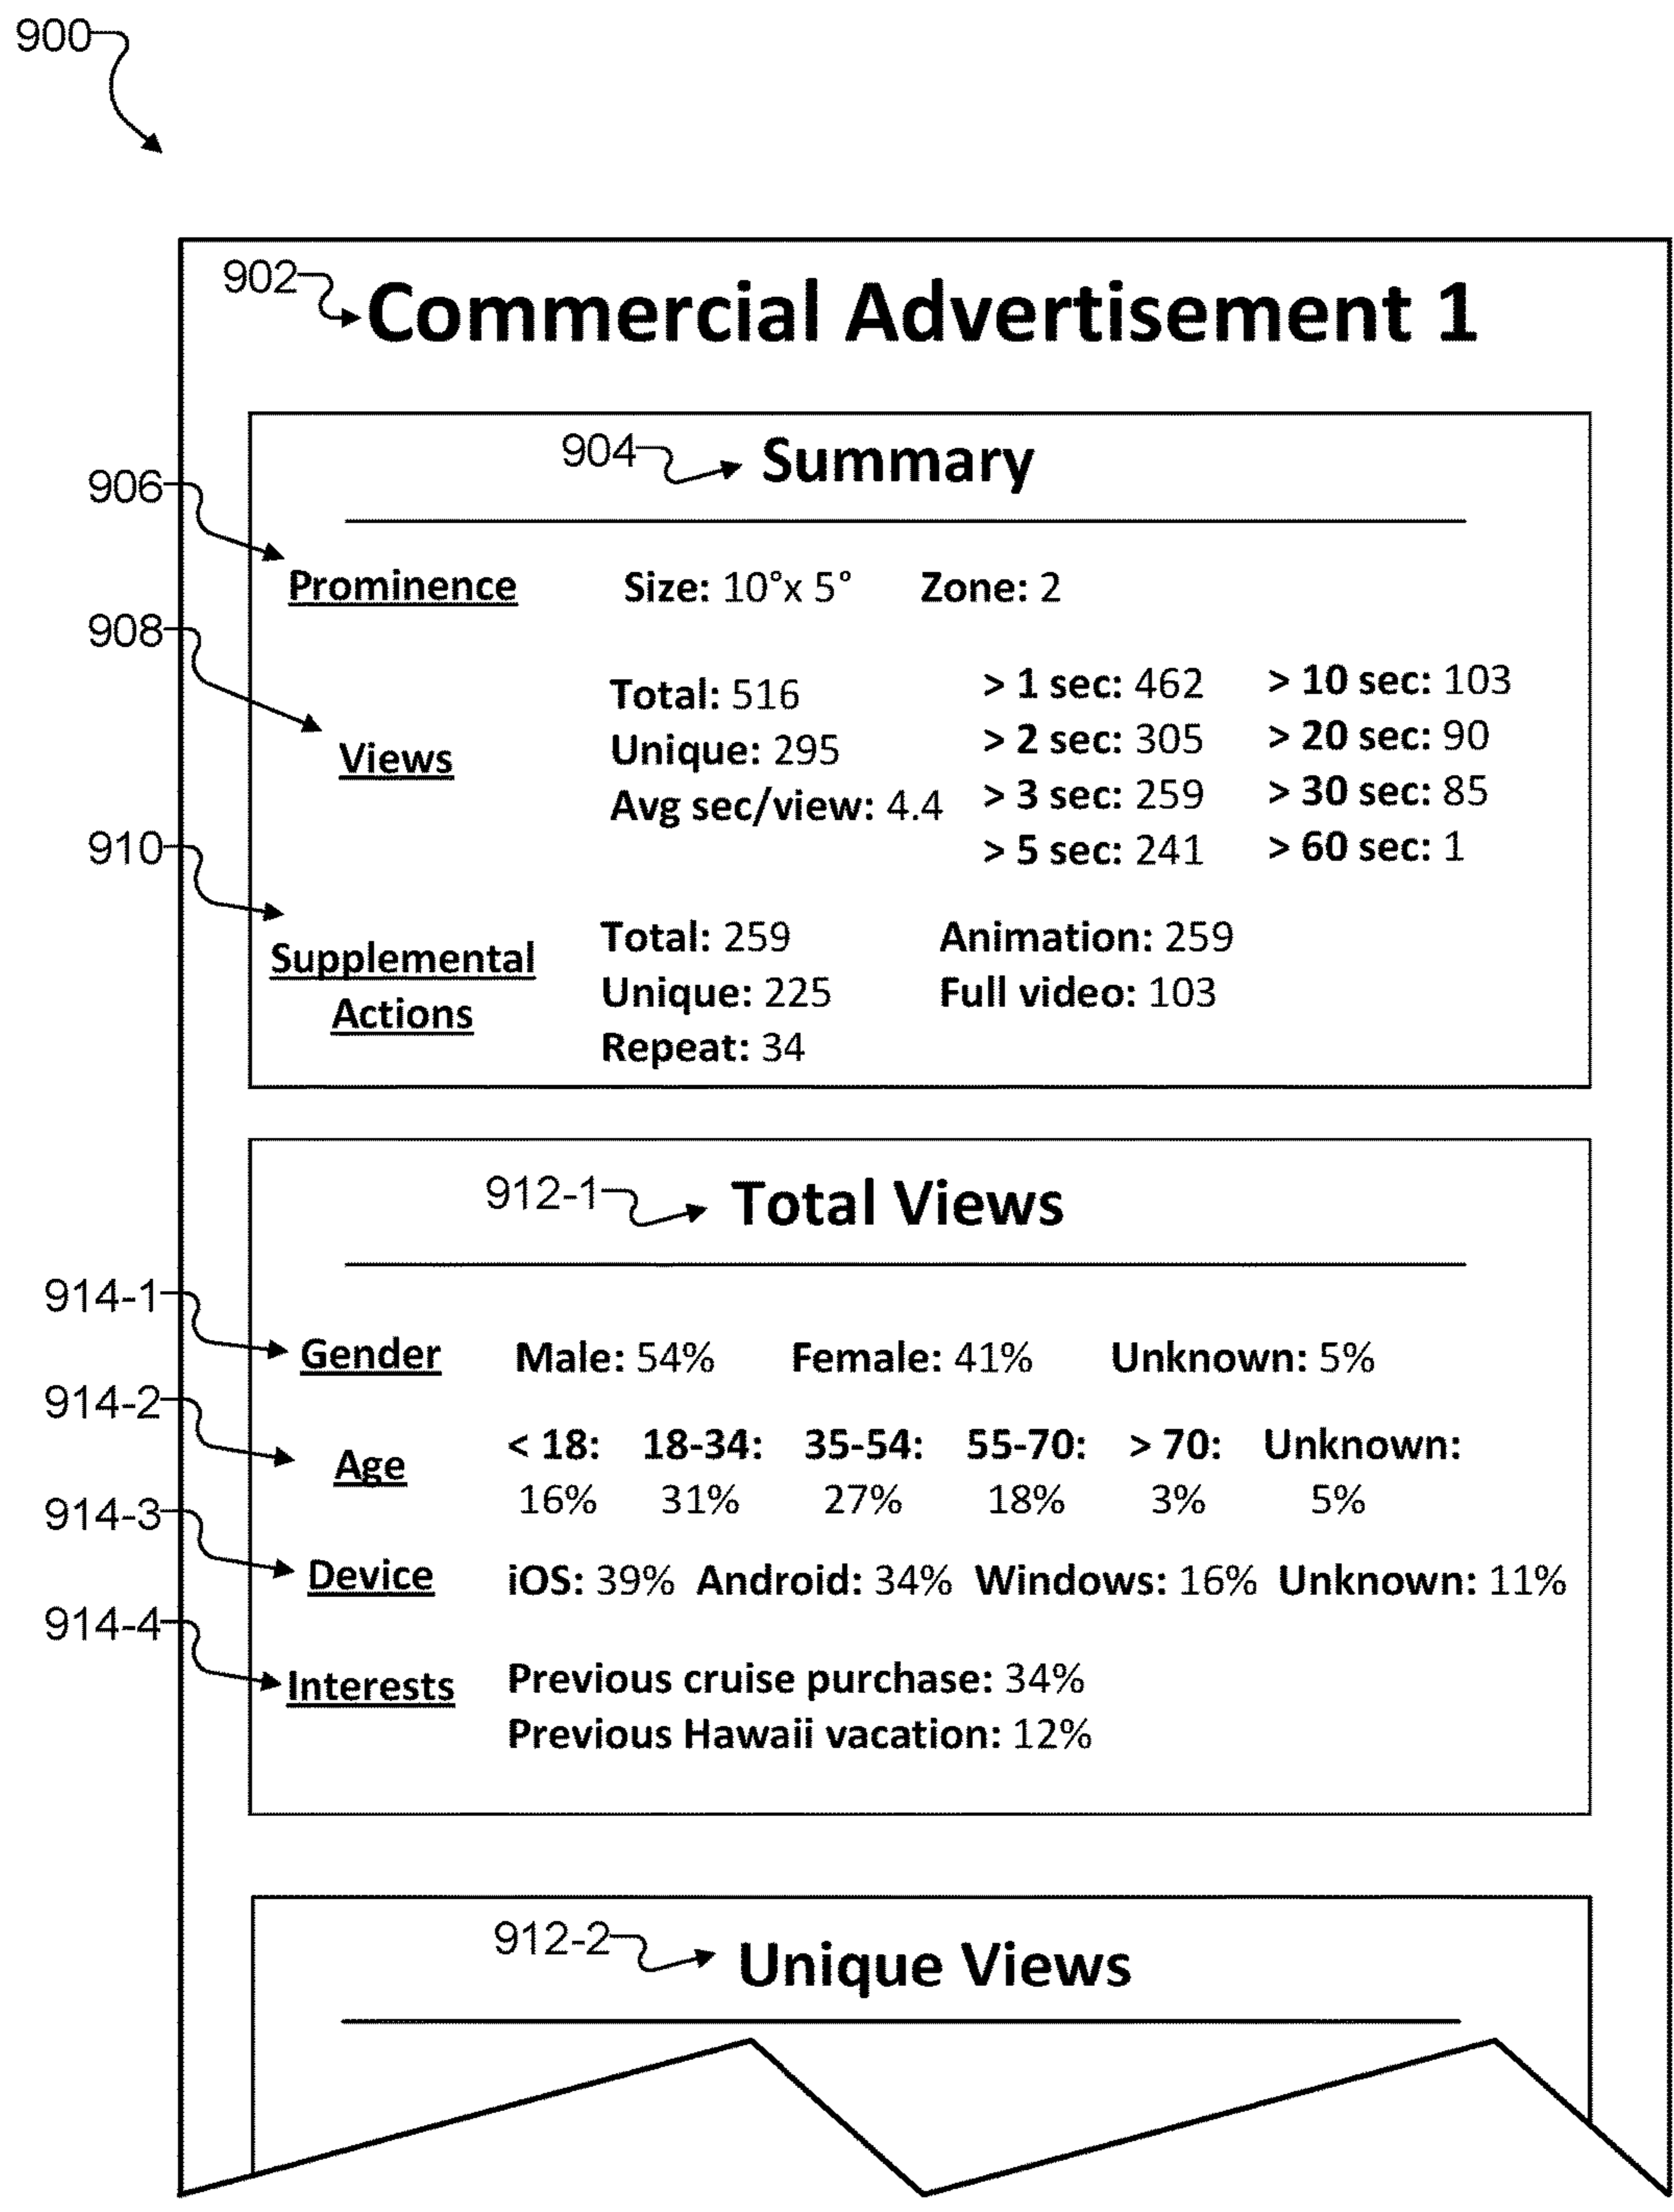 900
902 Commercial Advertisement 1
904 Summary
906
Prominence Size: 10°x 5° Zone: 2
908
Views
Total: 516
Unique: 295
Avg sec/view: 4.4
> 1 sec: 462
> 2 sec: 305
> 3 sec: 259
> 5 sec: 241
> 10 sec: 103
> 20 sec: 90
> 30 sec: 85
> 60 sec: 1
910
Supplemental
Actions
Total: 259
Unique: 225
Repeat: 34
Animation: 259
Full video: 103
912-1 Total Views
914-1
Gender Male: 54% Female: 41% Unknown: 5%
914-2
Age
< 18: 18-34: 35-54: 55-70: > 70: Unknown:
16% 31% 27% 18% 3% 5%
914-3
Device iOS: 39% Android: 34% Windows: 16% Unknown: 11%
914-4
Interests
Previous cruise purchase: 34%
Previous Hawaii vacation: 12%
912-2 Unique Views